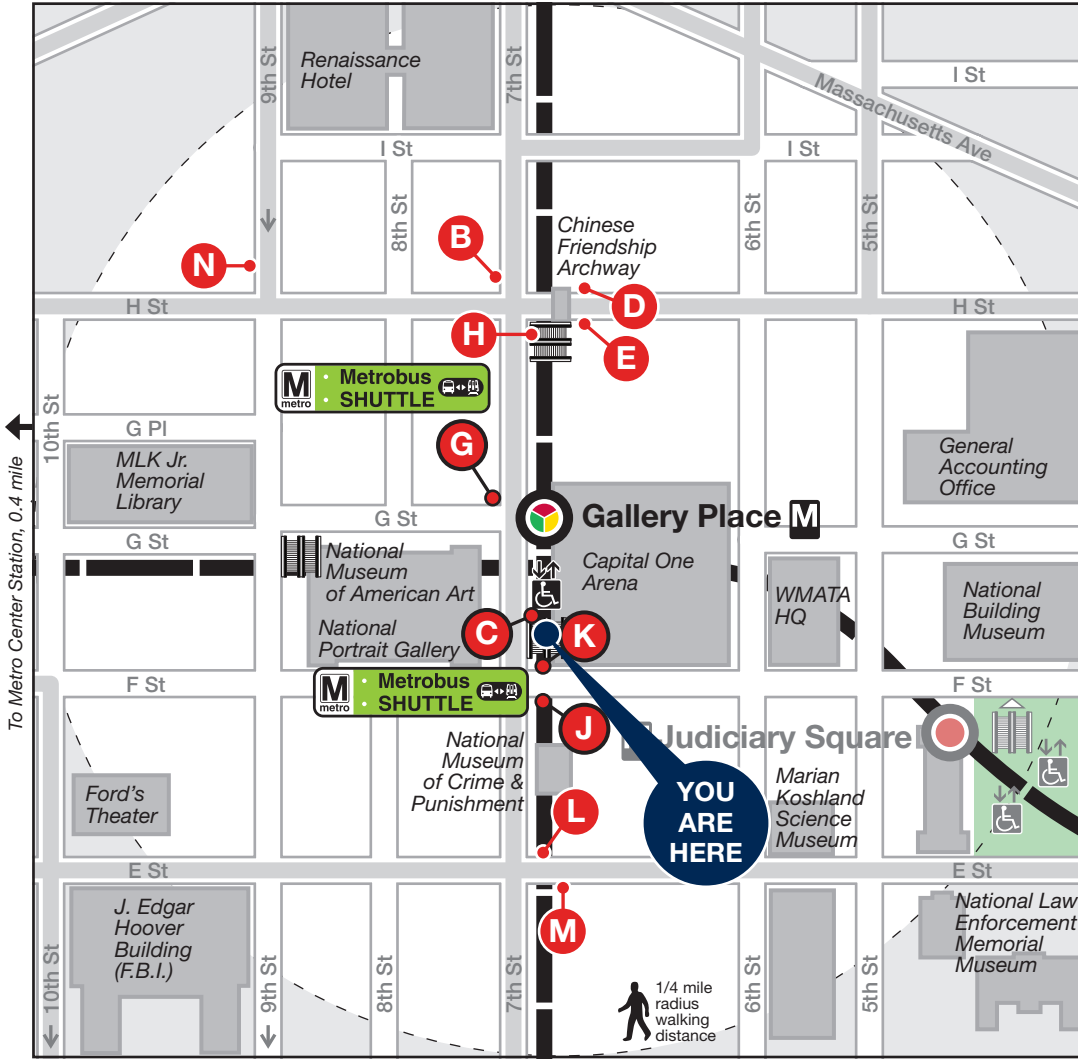 Renaissance
Hotel
9th St
7th St
I St
Massachusetts Ave
I St
I St
8th St
6th St
5th St
Chinese
Friendship
Archway
N
B
D
H St
H St
H
E
M
metro
Metrobus
SHUTTLE
10th St
G Pl
G
MLK Jr.
Memorial
Library
General
Accounting
Office
To Metro Center Station, 0.4 mile
G St
Gallery Place
M
G St
G St
National
Museum
of American Art
Capital One
Arena
WMATA
HQ
National
Building
Museum
National
Portrait Gallery
C
K
F St
F St
M
metro
Metrobus
SHUTTLE
J
Judiciary Square
National
Museum
of Crime &
Punishment
Ford's
Theater
YOU
ARE
HERE
Marian
Koshland
Science
Museum
L
E St
E St
M
J. Edgar
Hoover
Building
(F.B.I.)
National Law
Enforcement
Memorial
Museum
10th St
9th St
8th St
7th St
6th St
5th St
1/4 mile
radius
walking
distance